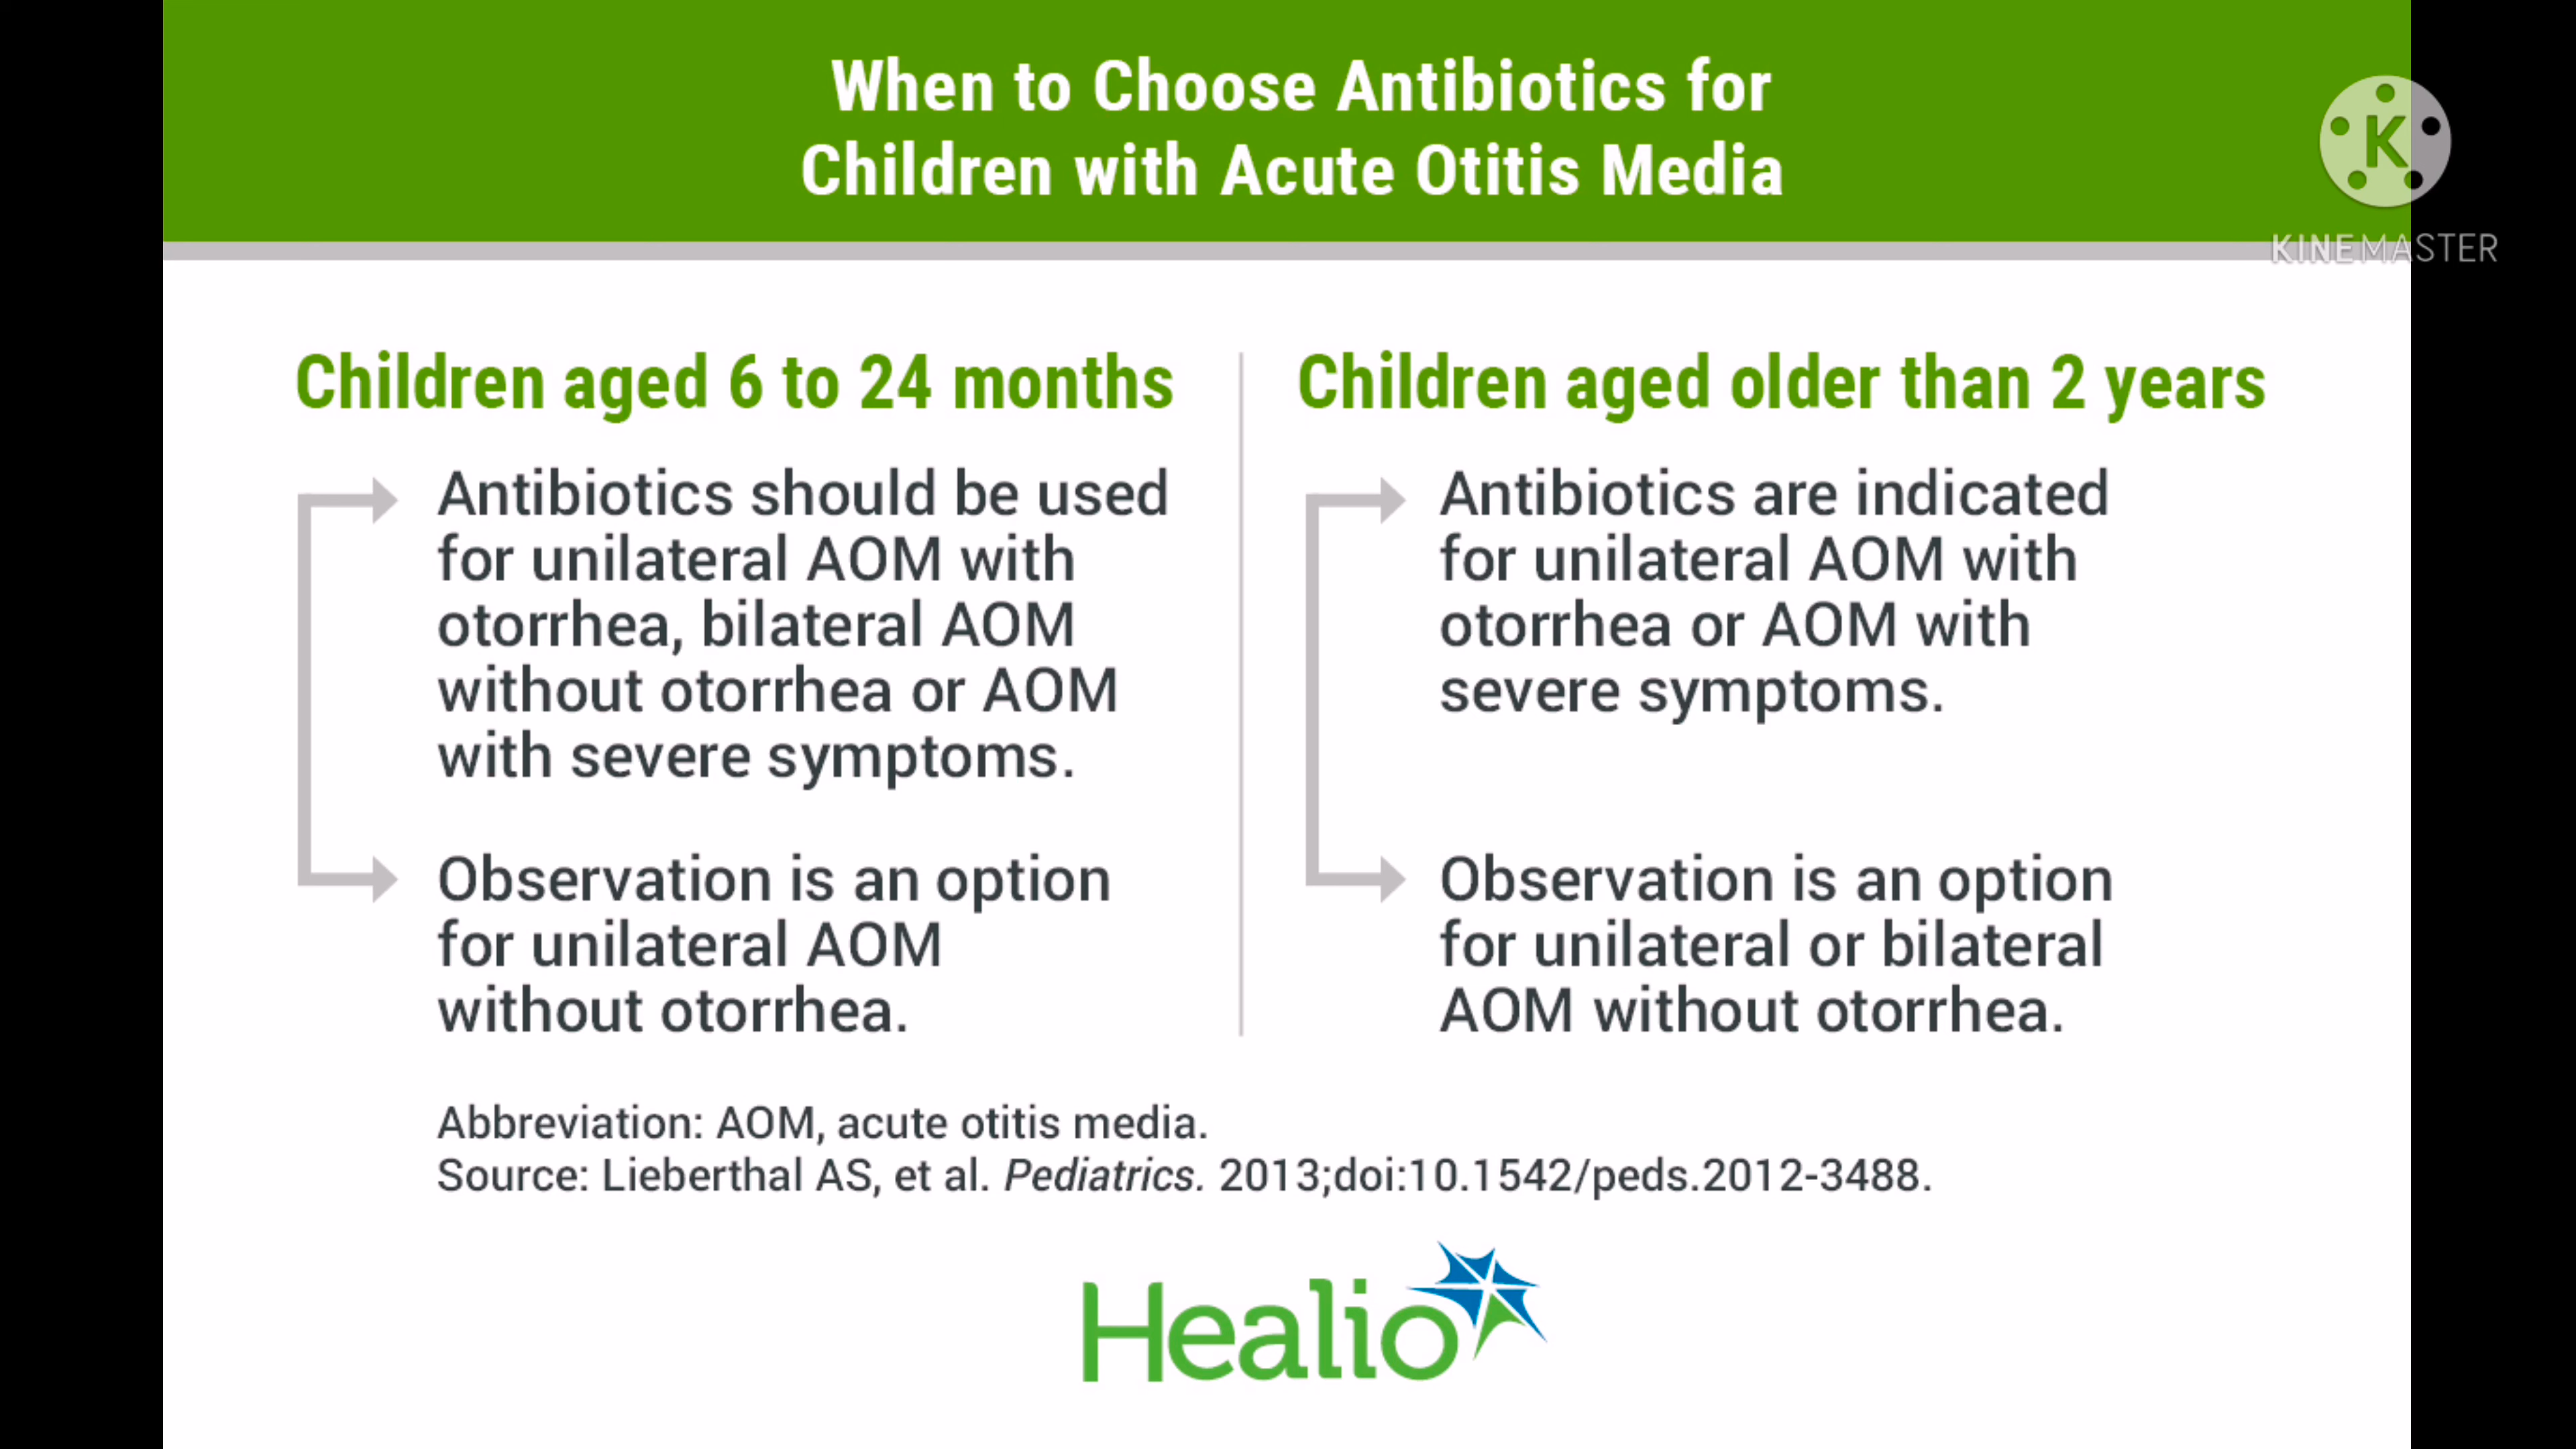 When to Choose Antibiotics for
Children with Acute Otitis Media
K
KINEMASTER
Children aged 6 to 24 months
Antibiotics should be used
for unilateral AOM with
otorrhea, bilateral AOM
without otorrhea or AOM
with severe symptoms.
Observation is an option
for unilateral AOM
without otorrhea.
Children aged older than 2 years
Antibiotics are indicated
for unilateral AOM with
otorrhea or AOM with
severe symptoms.
Observation is an option
for unilateral or bilateral
AOM without otorrhea.
Abbreviation: AOM, acute otitis media.
Source: Lieberthal AS, et al. Pediatrics. 2013;doi:10.1542/peds.2012-3488.
Healio